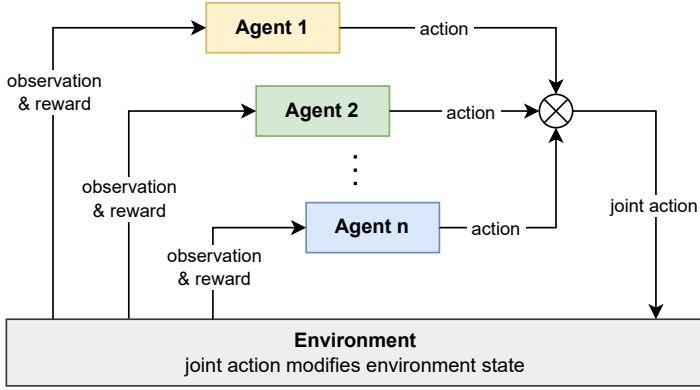 Agent 1
action
observation
& reward
Agent 2
action
observation
& reward
Agent n
action
joint action
observation
& reward
Environment
joint action modifies environment state